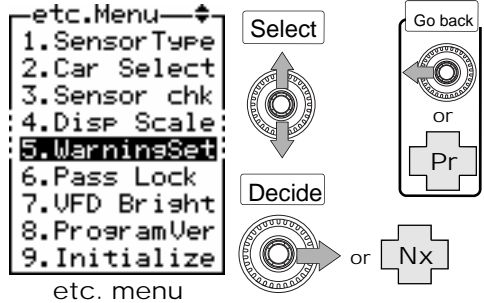 etc.Menu
1.SensorType
2.Car Select
3.Sensor chk
4.Disp Scale
5.WarningSet
6.Pass Lock
7.VFD Bright
8.ProgramVer
9.Initialize
etc. menu
Select
Decide
or
Nx
Go back
or
Pr